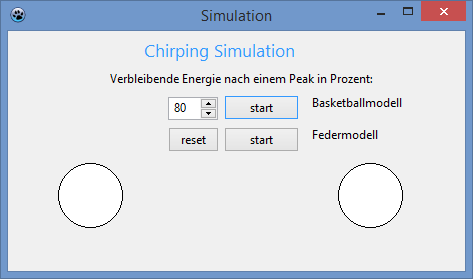 Simulation
Chirping Simulation
Verbleibende Energie nach einem Peak in Prozent:
80 start Basketballmodell
reset start Federmodell